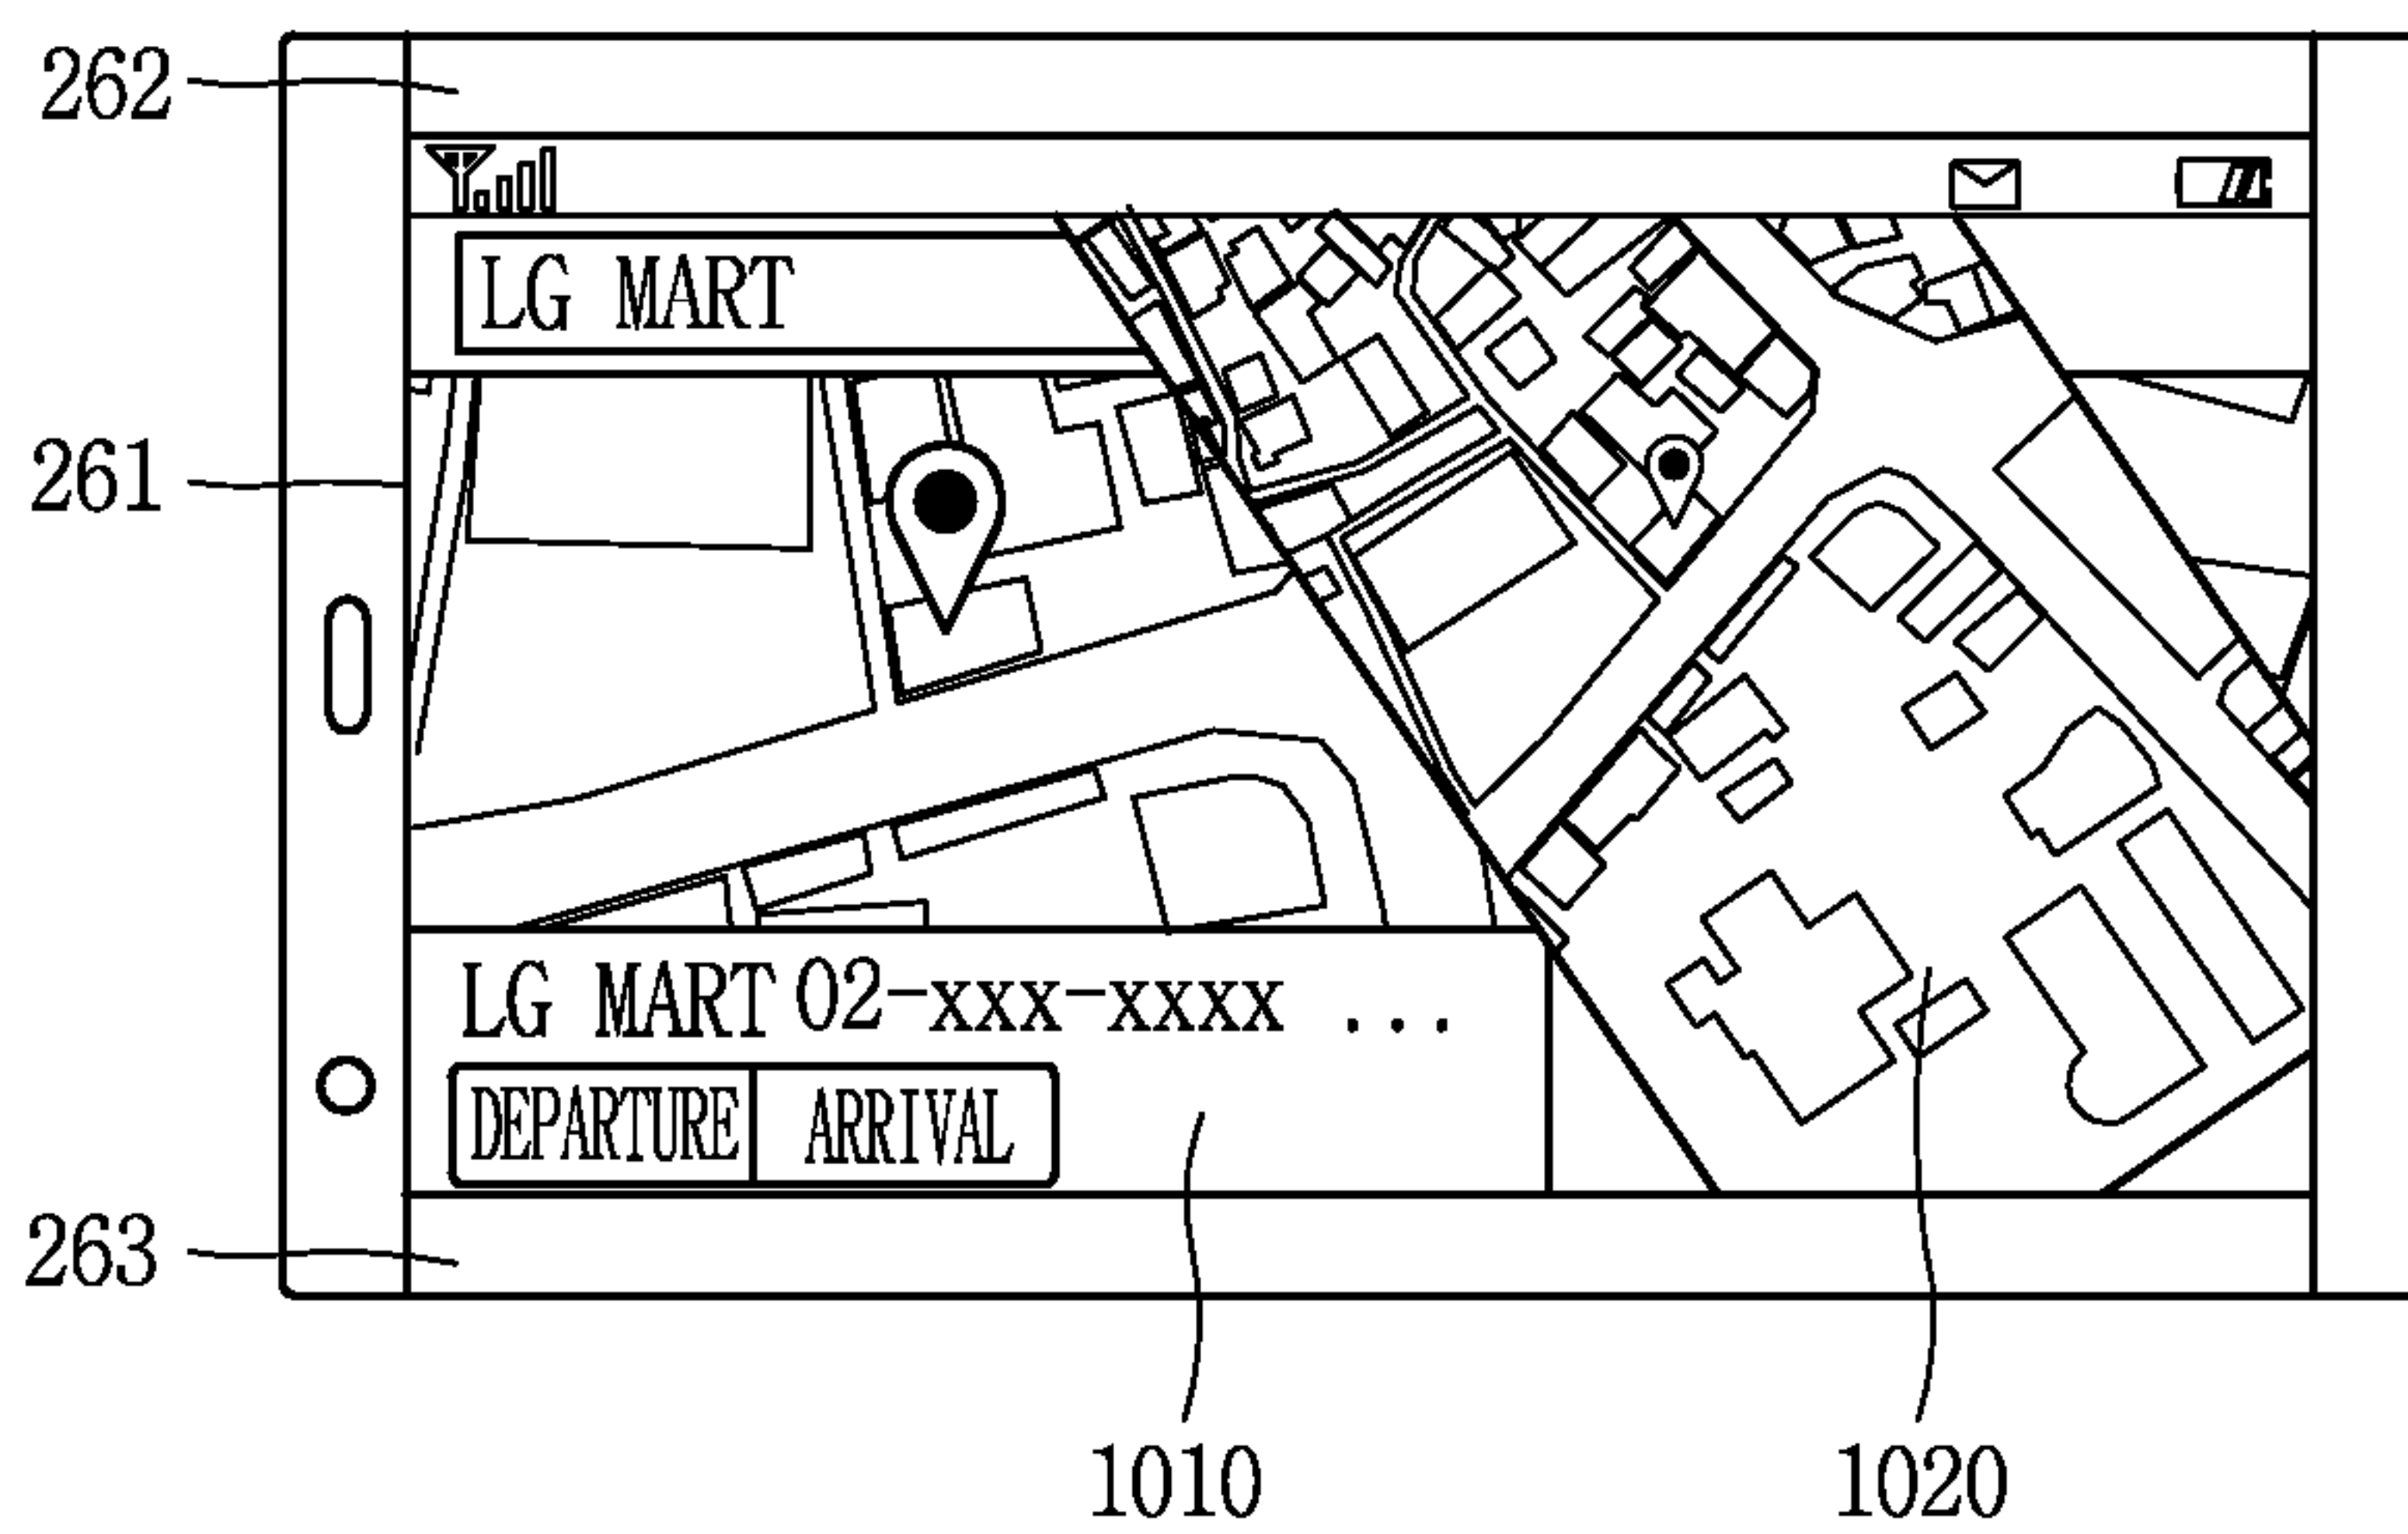 262
LG MART
261
LG MART 02-xxx-xxxx ...
DEPARTURE ARRIVAL
263
1010 1020